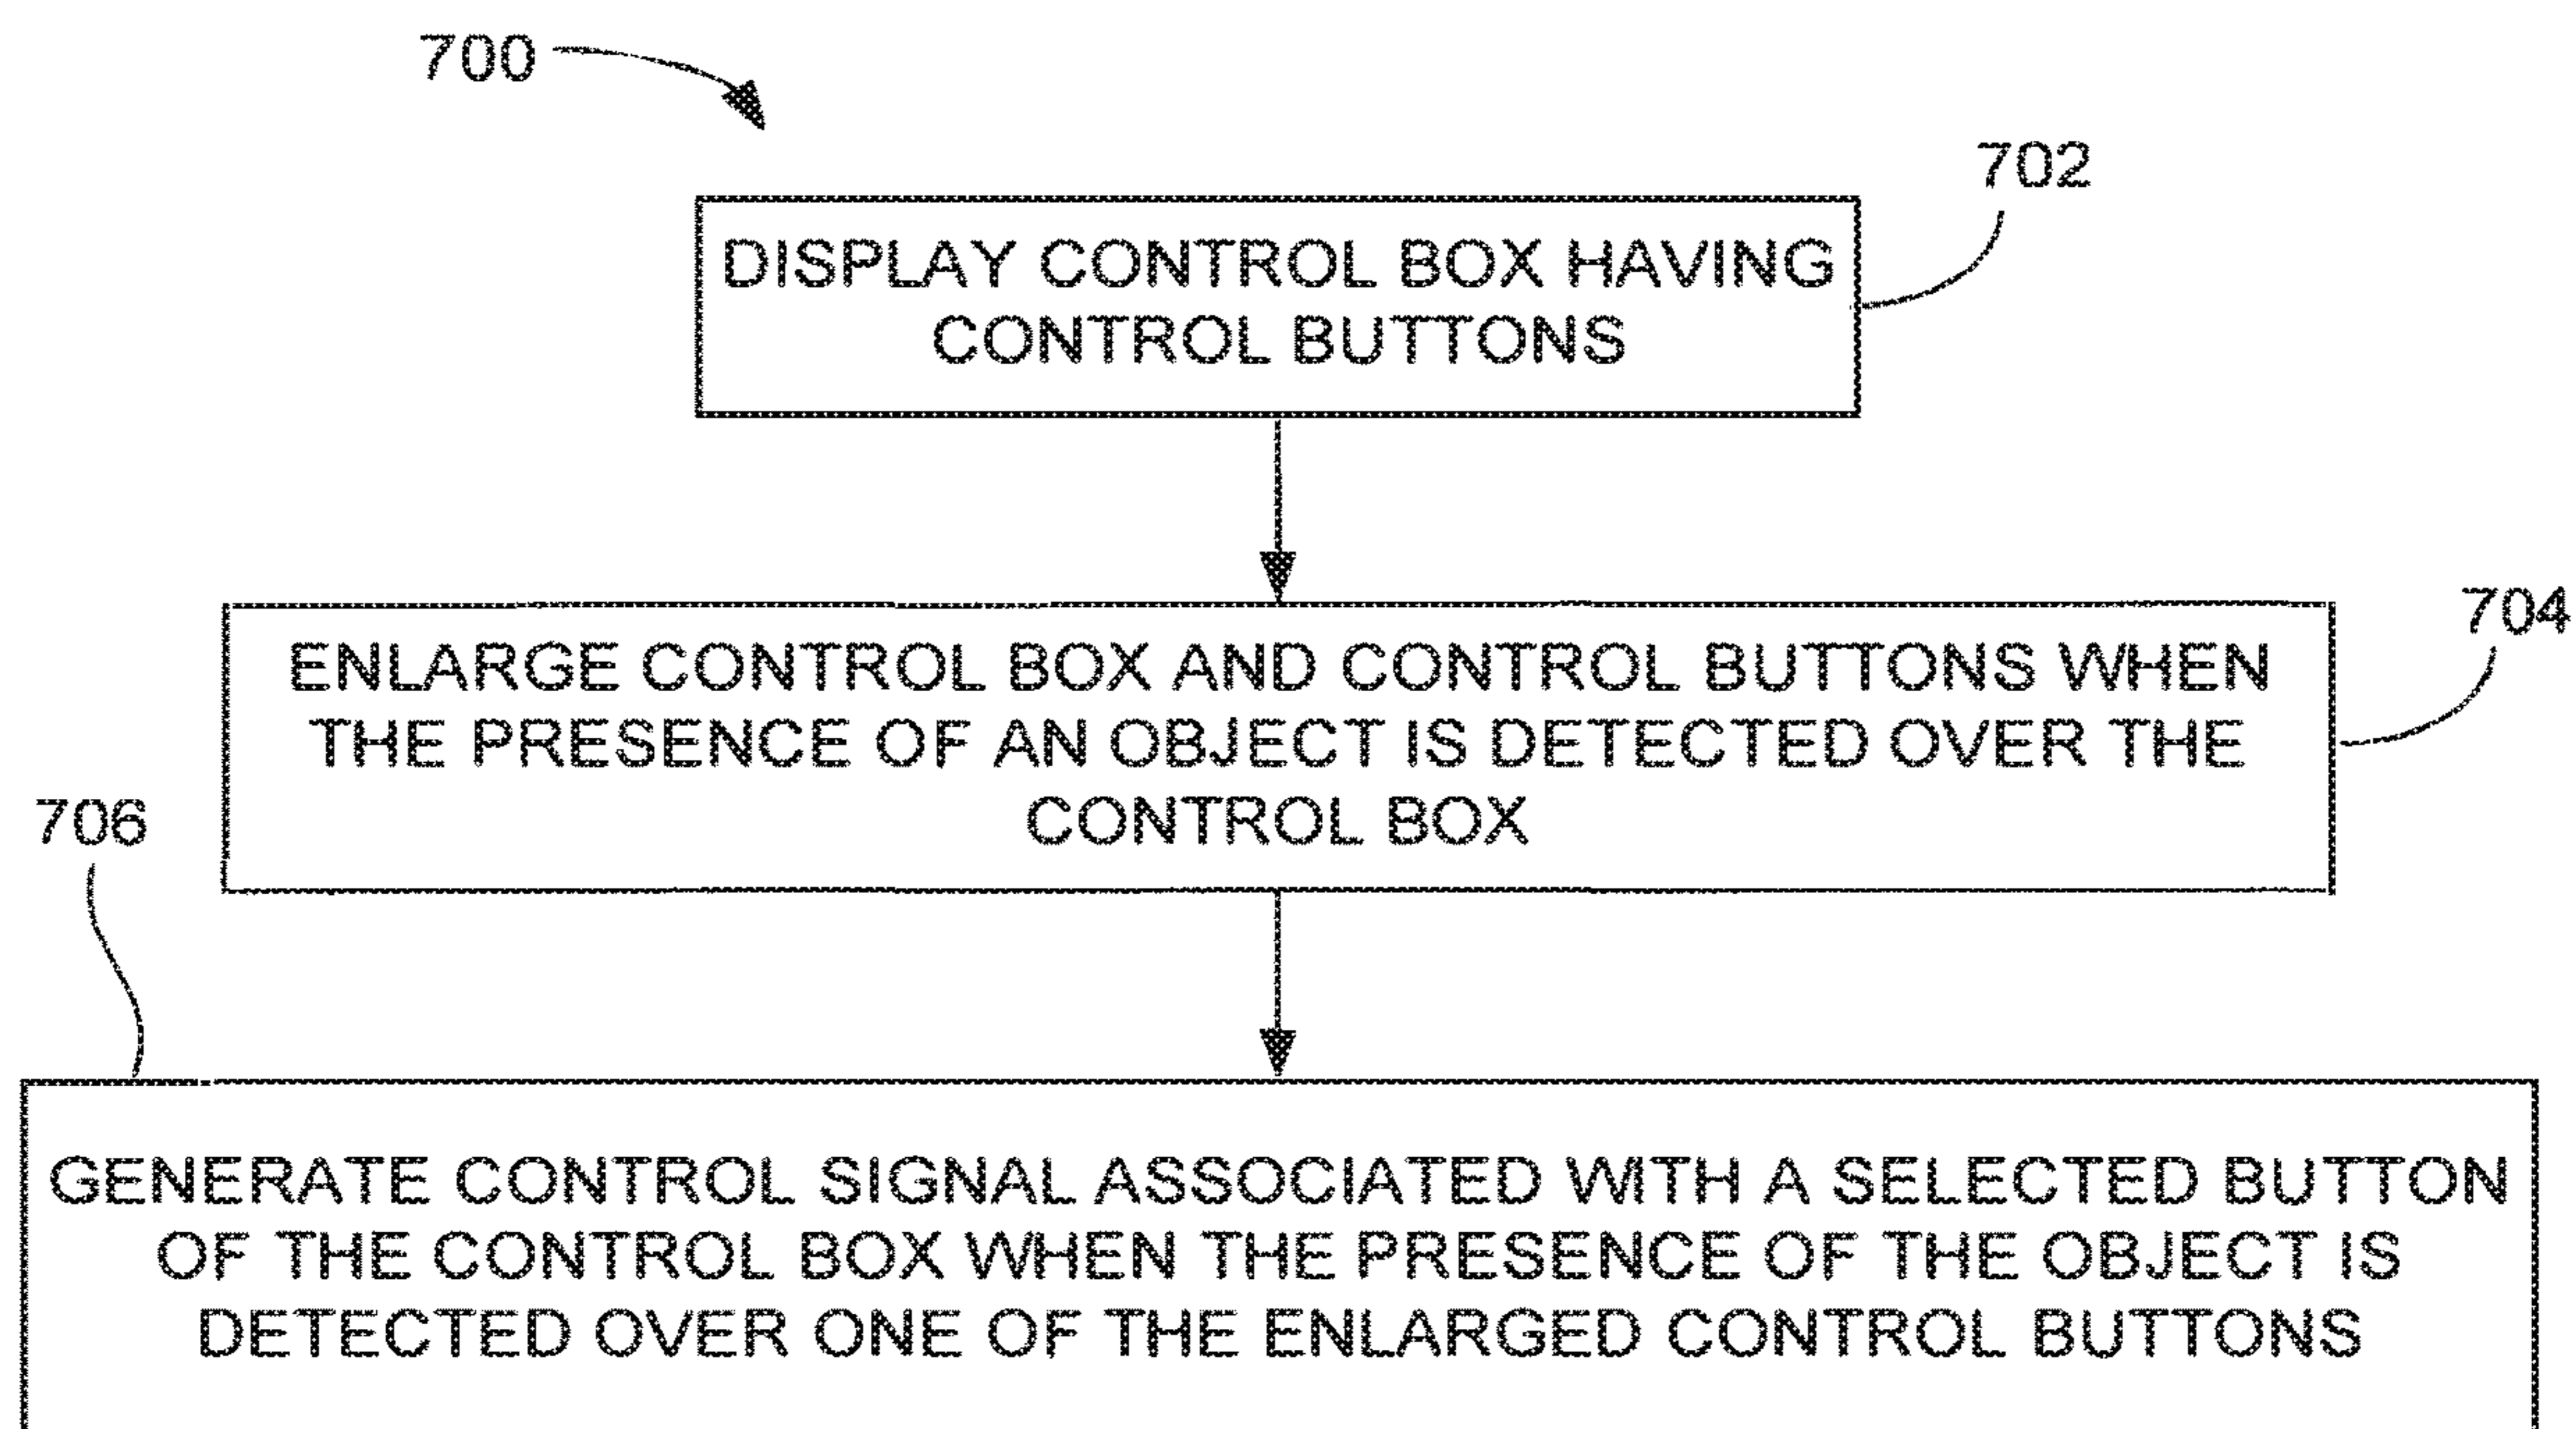 700
702
DISPLAY CONTROL BOX HAVING
CONTROL BUTTONS
704
ENLARGE CONTROL BOX AND CONTROL BUTTONS WHEN
THE PRESENCE OF AN OBJECT IS DETECTED OVER THE
CONTROL BOX
706
GENERATE CONTROL SIGNAL ASSOCIATED WITH A SELECTED BUTTON
OF THE CONTROL BOX WHEN THE PRESENCE OF THE OBJECT IS
DETECTED OVER ONE OF THE ENLARGED CONTROL BUTTONS